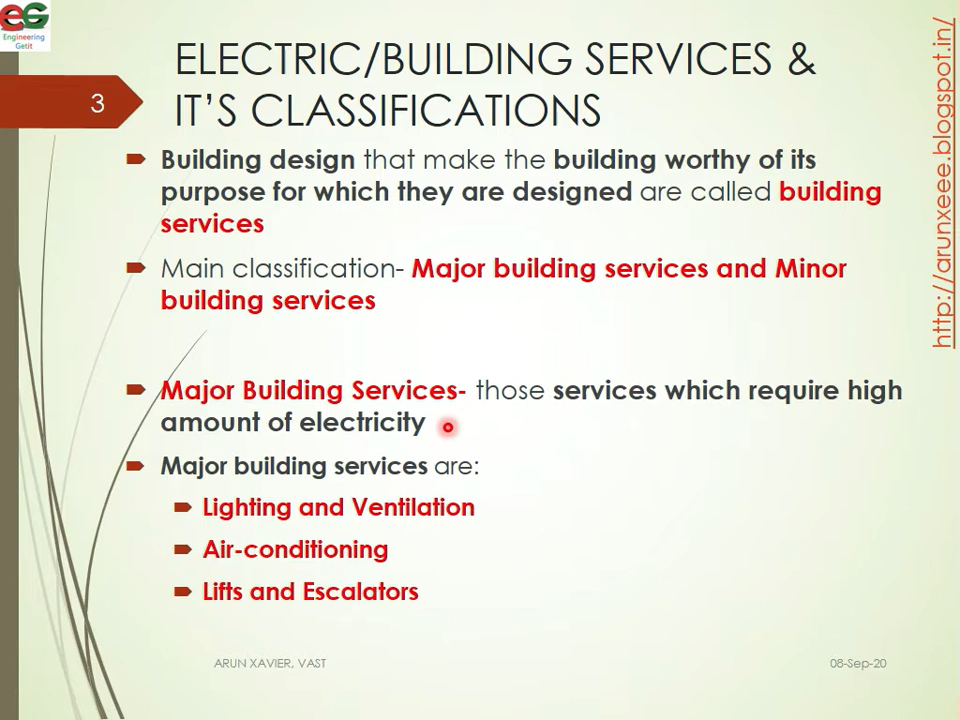 EG
Engineering
Getit
3
ELECTRIC/BUILDING SERVICES &
IT’S CLASSIFICATIONS
http://arunxeee.blogspot.in/
Building design that make the building worthy of its
purpose for which they are designed are called building
services
Main classification- Major building services and Minor
building services
Major Building Services- those services which require high
amount of electricity
Major building services are:
Lighting and Ventilation
Air-conditioning
Lifts and Escalators
ARUN XAVIER, VAST
08-Sep-20